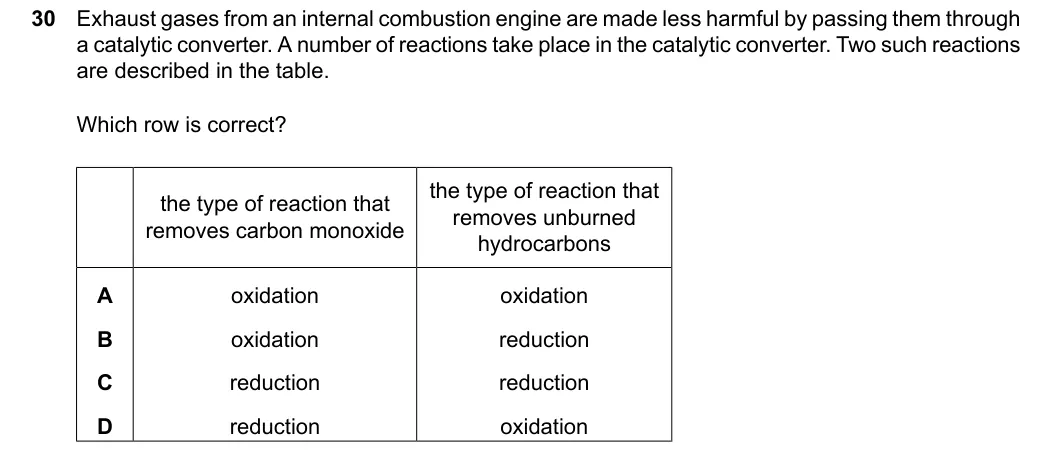 30 Exhaust gases from an internal combustion engine are made less harmful by passing them through
a catalytic converter. A number of reactions take place in the catalytic converter. Two such reactions
are described in the table.
Which row is correct?
the type of reaction that
removes carbon monoxide
the type of reaction that
removes unburned
hydrocarbons
A oxidation oxidation
B oxidation reduction
C reduction reduction
D reduction oxidation